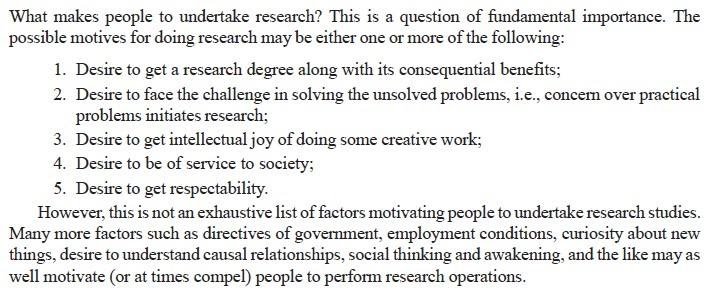 What makes people to undertake research? This is a question of fundamental importance. The
possible motives for doing research may be either one or more of the following:
1. Desire to get a research degree along with its consequential benefits;
2. Desire to face the challenge in solving the unsolved problems, i.e., concern over practical
problems initiates research;
3. Desire to get intellectual joy of doing some creative work;
4. Desire to be of service to society;
5. Desire to get respectability.
However, this is not an exhaustive list of factors motivating people to undertake research studies.
Many more factors such as directives of government, employment conditions, curiosity about new
things, desire to understand causal relationships, social thinking and awakening, and the like may as
well motivate (or at times compel) people to perform research operations.